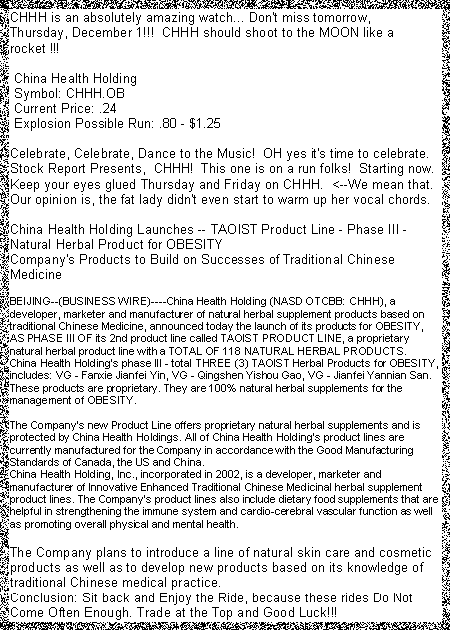 CHHH is an absolutely amazing watch... Don't miss tomorrow,
Thursday, December 1!!!  CHHH should shoot to the MOON like a
rocket !!!
China Health Holding
Symbol: CHHH.OB
Current Price: .24
Explosion Possible Run: .80 - $1.25
Celebrate, Celebrate, Dance to the Music!  OH yes it's time to celebrate.
Stock Report Presents,  CHHH!  This one is on a run folks!  Starting now.
Keep your eyes glued Thursday and Friday on CHHH.  <--We mean that.
Our opinion is, the fat lady didn't even start to warm up her vocal chords.
China Health Holding Launches -- TAOIST Product Line - Phase III -
Natural Herbal Product for OBESITY
Company's Products to Build on Successes of Traditional Chinese
Medicine
BEIJING--(BUSINESS WIRE)----China Health Holding (NASD OTCBB: CHHH), a
developer, marketer and manufacturer of natural herbal supplement products based on
traditional Chinese Medicine, announced today the launch of its products for OBESITY,
AS PHASE III OF its 2nd product line called TAOIST PRODUCT LINE, a proprietary
natural herbal product line with a TOTAL OF 118 NATURAL HERBAL PRODUCTS.
China Health Holding's phase III - total THREE (3) TAOIST Herbal Products for OBESITY,
includes: VG - Fanxie Jianfei Yin, VG - Qingshen Yishou Gao, VG - Jianfei Yannian San.
These products are proprietary. They are 100% natural herbal supplements for the
management of OBESITY.
The Company's new Product Line offers proprietary natural herbal supplements and is
protected by China Health Holdings. All of China Health Holding's product lines are
currently manufactured for the Company in accordance with the Good Manufacturing
Standards of Canada, the US and China.
China Health Holding, Inc., incorporated in 2002, is a developer, marketer and
manufacturer of Innovative Enhanced Traditional Chinese Medicinal herbal supplement
product lines. The Company's product lines also include dietary food supplements that are
helpful in strengthening the immune system and cardio-cerebral vascular function as well
as promoting overall physical and mental health.
The Company plans to introduce a line of natural skin care and cosmetic
products as well as to develop new products based on its knowledge of
traditional Chinese medical practice.
Conclusion: Sit back and Enjoy the Ride, because these rides Do Not
Come Often Enough. Trade at the Top and Good Luck!!!